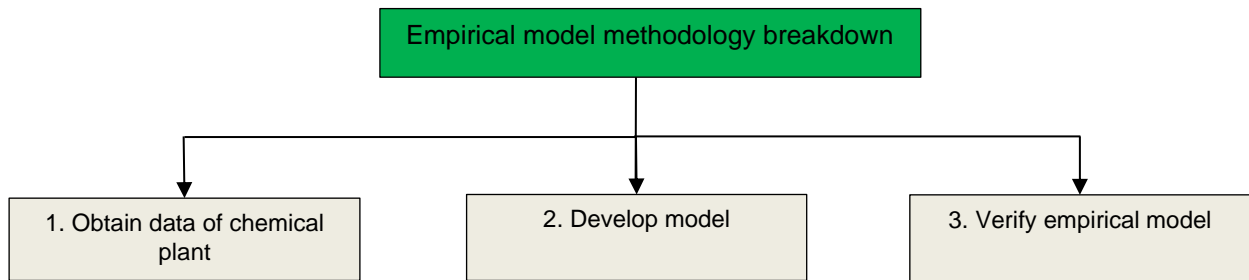 Empirical model methodology breakdown
1. Obtain data of chemical
plant
2. Develop model
3. Verify empirical model